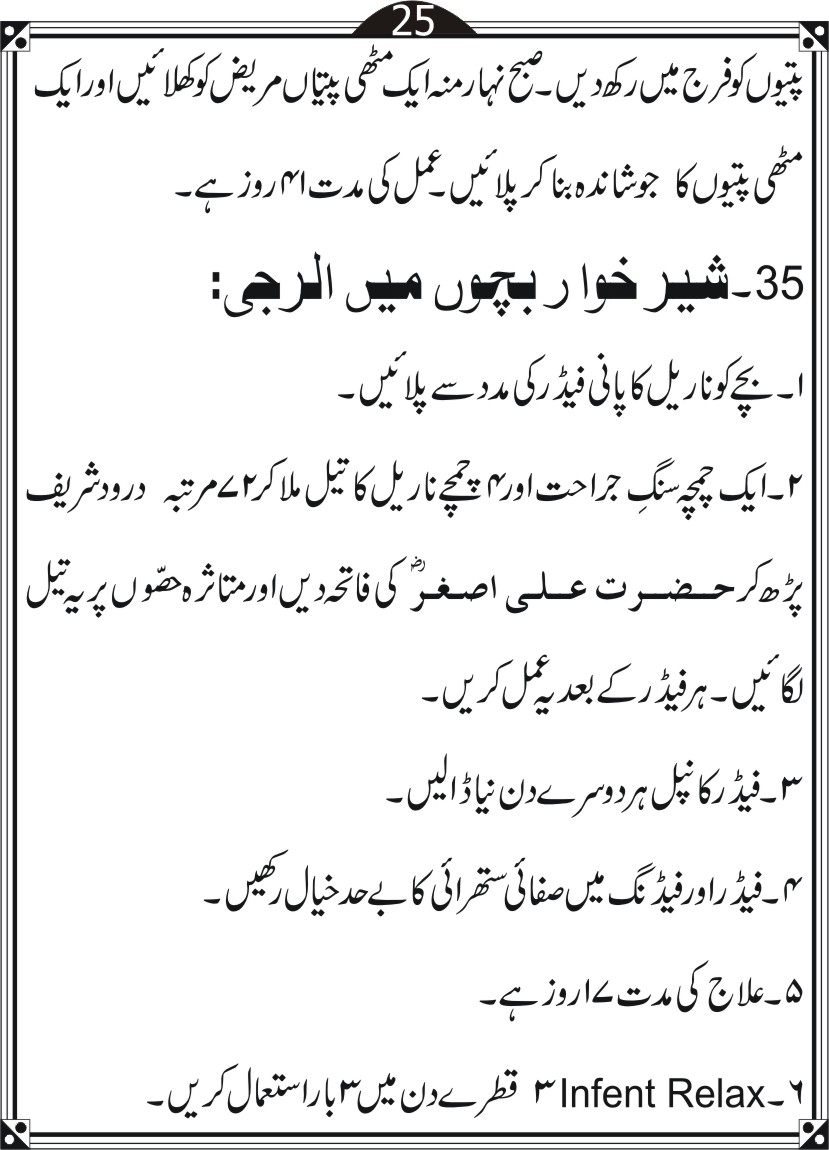 25
پتیوں کو فرج میں رکھ دیں۔ صبح نہار منہ ایک مٹھی پتیاں مریض کو کھلائیں اور ایک
مٹھی پتیوں کا جوشاندہ بنا کر پلائیں۔ عمل کی مدت ۴۱ روز ہے۔
35۔ شیر خوار بچوں میں الرجی:
۱۔ بچے کو ناریل کا پانی فیڈر کی مدد سے پلائیں۔
۲۔ ایک چمچہ سنگِ جراحت اور ۴ چمچے ناریل کا تیل ملا کر ۷۲ مرتبہ درود شریف
پڑھ کر حضرت علی اصغرؓ کی فاتحہ دیں اور متاثرہ حصّوں پر یہ تیل
لگائیں۔ ہر فیڈر کے بعد یہ عمل کریں۔
۳۔ فیڈر کا نپل ہر دوسرے دن نیا ڈالیں۔
۴۔ فیڈر اور فیڈنگ میں صفائی ستھرائی کا بے حد خیال رکھیں۔
۵۔ علاج کی مدت ۱۷ روز ہے۔
۶۔ Infent Relax ۳ قطرے دن میں ۳ بار استعمال کریں۔